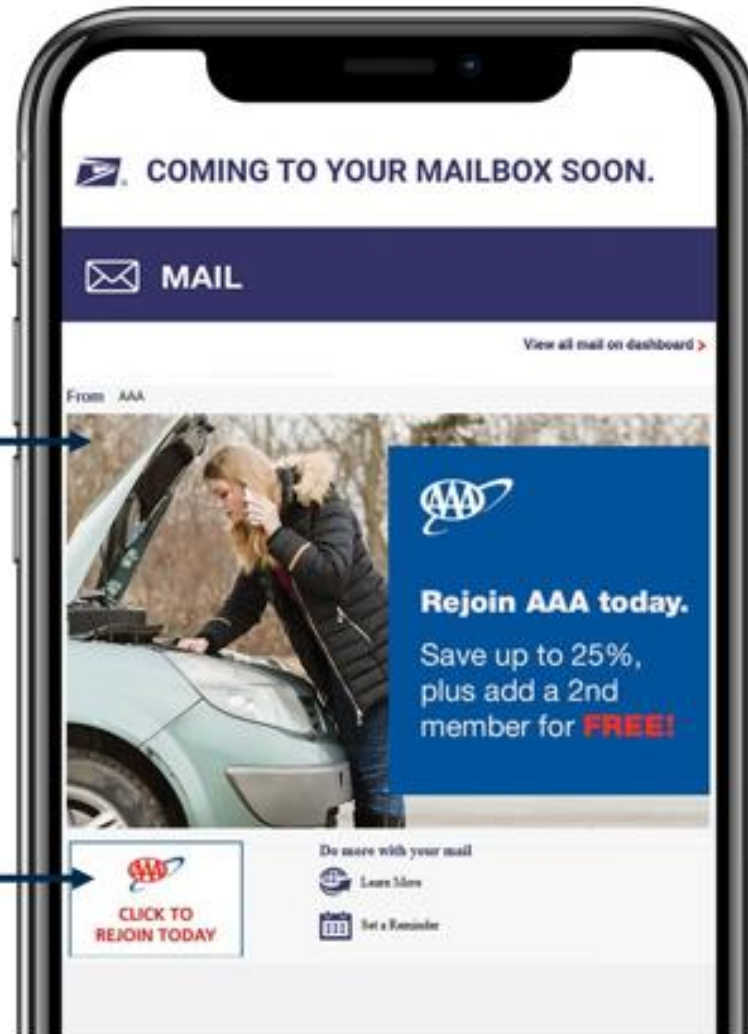 COMING TO YOUR MAILBOX SOON.
MAIL
View all mail on dashboard >
From AAA
AAA
Rejoin AAA today.
Save up to 25%,
plus add a 2nd
member for FREE!
AAA
CLICK TO
REJOIN TODAY
Do more with your mail
Learn More
Set a Reminder